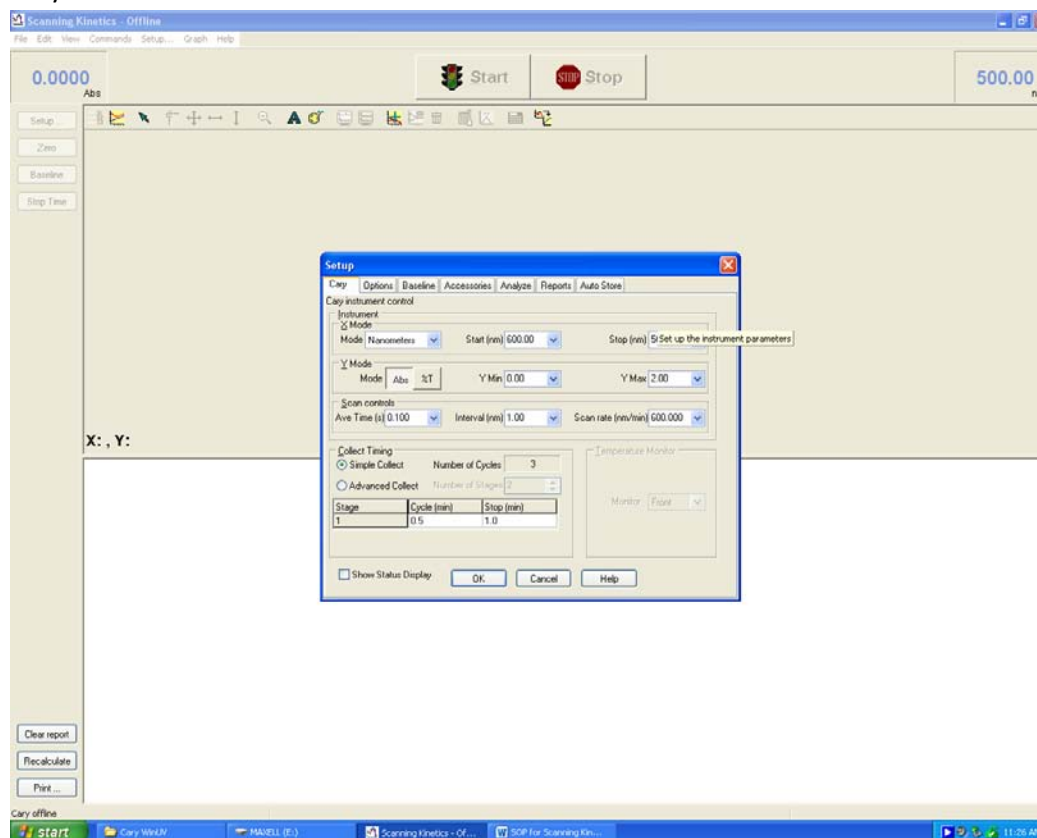 Scanning Kinetics - Offline
File Edit View Commands Setup... Graph Help
0.0000
Abs
Start
STOP Stop
500.00
Setup...
Zero
Baseline
Stop Time
X: , Y:
Setup
Cary Options Baseline Accessories Analyze Reports Auto Store
Cary instrument control
Instrument
X Mode
Mode Nanometers Start (nm) 600.00 Stop (nm)
Set up the instrument parameters
Y Mode
Mode Abs %T Y Min 0.00 Y Max 2.00
Scan controls
Ave Time (s) 0.100 Interval (nm) 1.00 Scan rate (nm/min) 600.000
Collect Timing
Simple Collect Number of Cycles 3
Advanced Collect Number of Stages 2
Stage Cycle (min) Stop (min)
1 0.5 1.0
Temperature Monitor
Monitor Front
Show Status Display
OK Cancel Help
Clear report
Recalculate
Print...
Cary offline
start Cary WinUV MAXELL (E:) Scanning Kinetics - Of... SOP for Scanning Kin... 11:26 AM